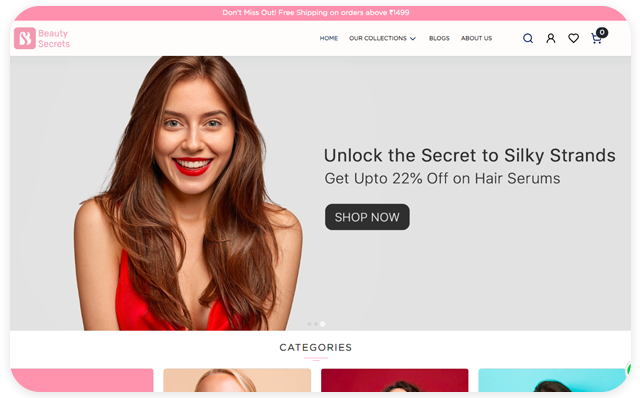 Don't Miss Out! Free Shipping on orders above ₹1499
Beauty
Secrets
HOME OUR COLLECTIONS BLOGS ABOUT US
0
Unlock the Secret to Silky Strands
Get Upto 22% Off on Hair Serums
SHOP NOW
CATEGORIES